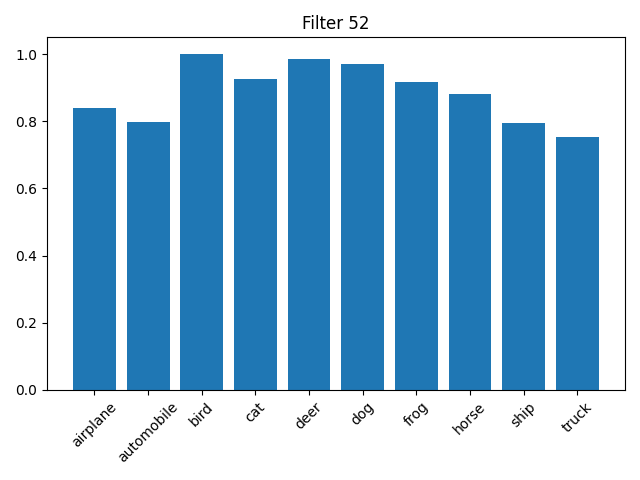 Filter 52
1.0
0.8
0.6
0.4
0.2
0.0
airplane
automobile
bird
cat
deer
dog
frog
horse
ship
truck